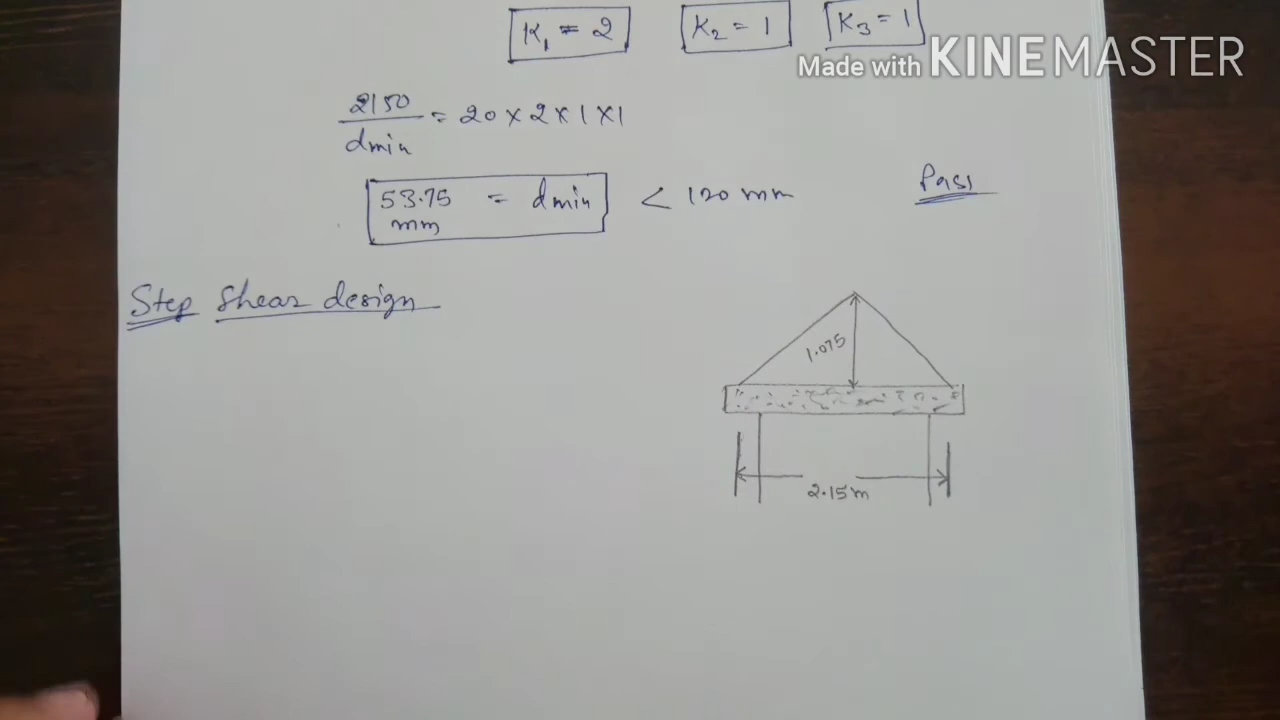 K₁ = 2 K₂ = 1 K₃ = 1
Made with KINEMASTER
2150/dmin = 20 × 2 × 1 × 1
53.75 mm = dmin < 120 mm Pass
Step Shear design
1.075
2.15m